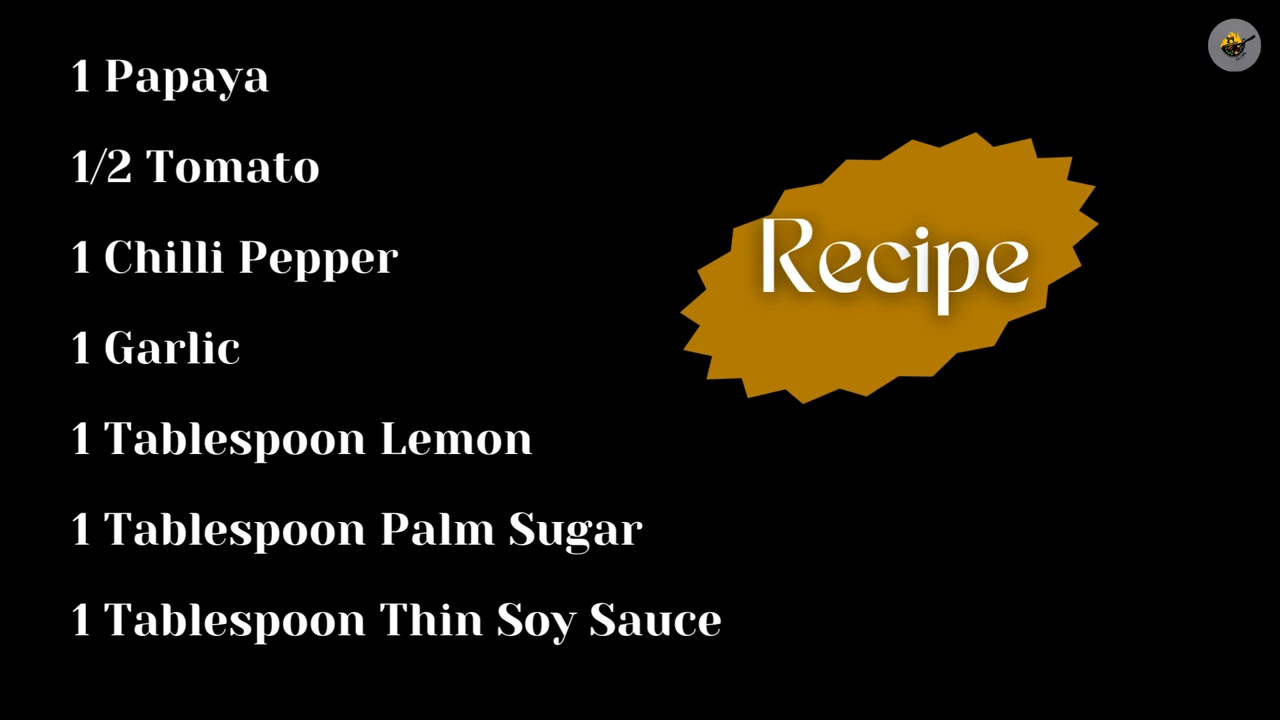 1 Papaya
1/2 Tomato
1 Chilli Pepper
1 Garlic
1 Tablespoon Lemon
1 Tablespoon Palm Sugar
1 Tablespoon Thin Soy Sauce
Recipe